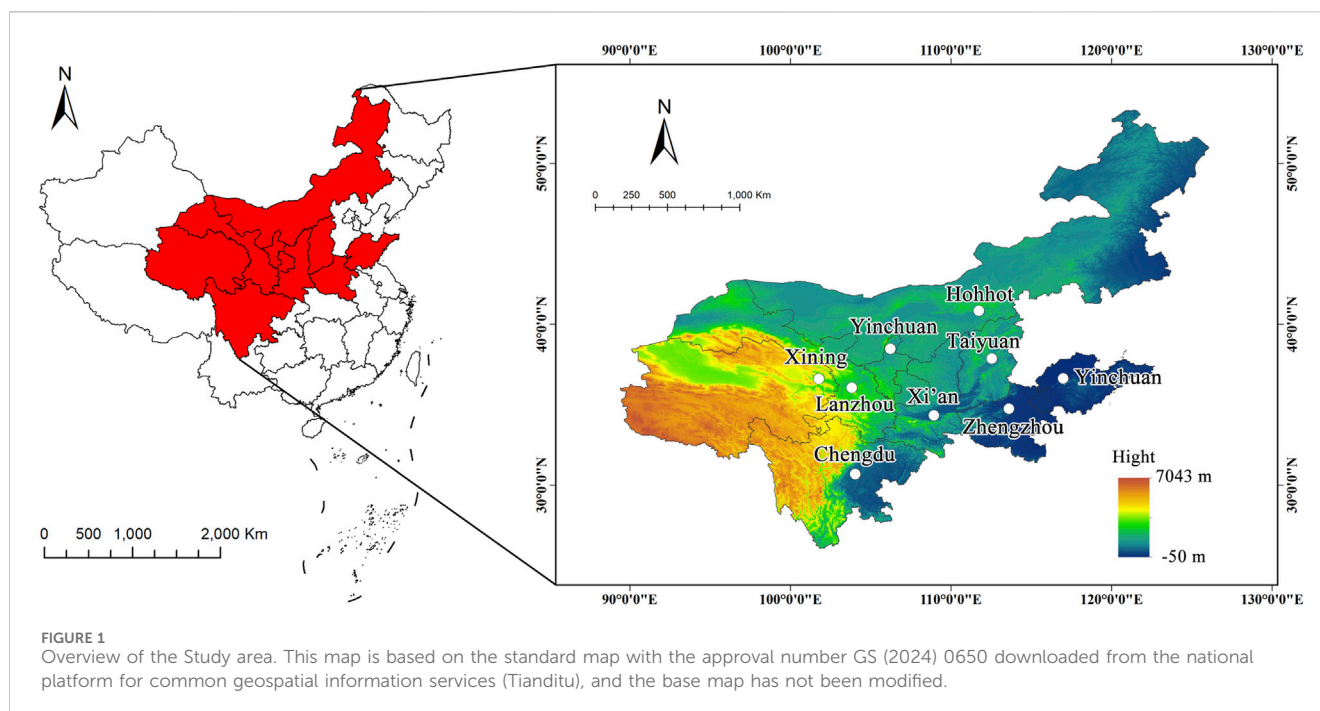 N
0 500 1,000 2,000 Km
90°0'0"E 100°0'0"E 110°0'0"E 120°0'0"E 130°0'0"E
N
0 250 500 1,000 Km
50°0'0"N
40°0'0"N
30°0'0"N
50°0'0"N
40°0'0"N
30°0'0"N
Hohhot
Yinchuan
Taiyuan
Xining
Yinchuan
Lanzhou
Xi'an
Zhengzhou
Chengdu
Hight
7043 m
-50 m
90°0'0"E 100°0'0"E 110°0'0"E 120°0'0"E 130°0'0"E
FIGURE 1
Overview of the Study area. This map is based on the standard map with the approval number GS (2024) 0650 downloaded from the national
platform for common geospatial information services (Tianditu), and the base map has not been modified.